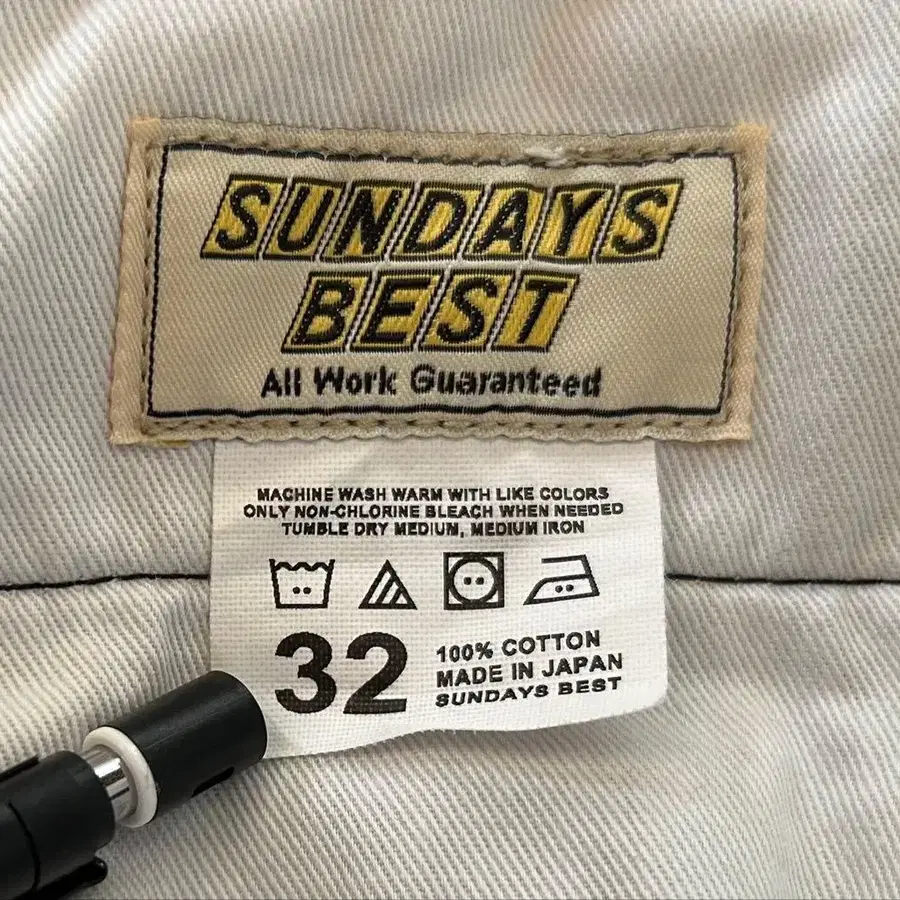 SUNDAYS
BEST
All Work Guaranteed
MACHINE WASH WARM WITH LIKE COLORS
ONLY NON-CHLORINE BLEACH WHEN NEEDED
TUMBLE DRY MEDIUM, MEDIUM IRON
32
100% COTTON
MADE IN JAPAN
SUNDAYS BEST